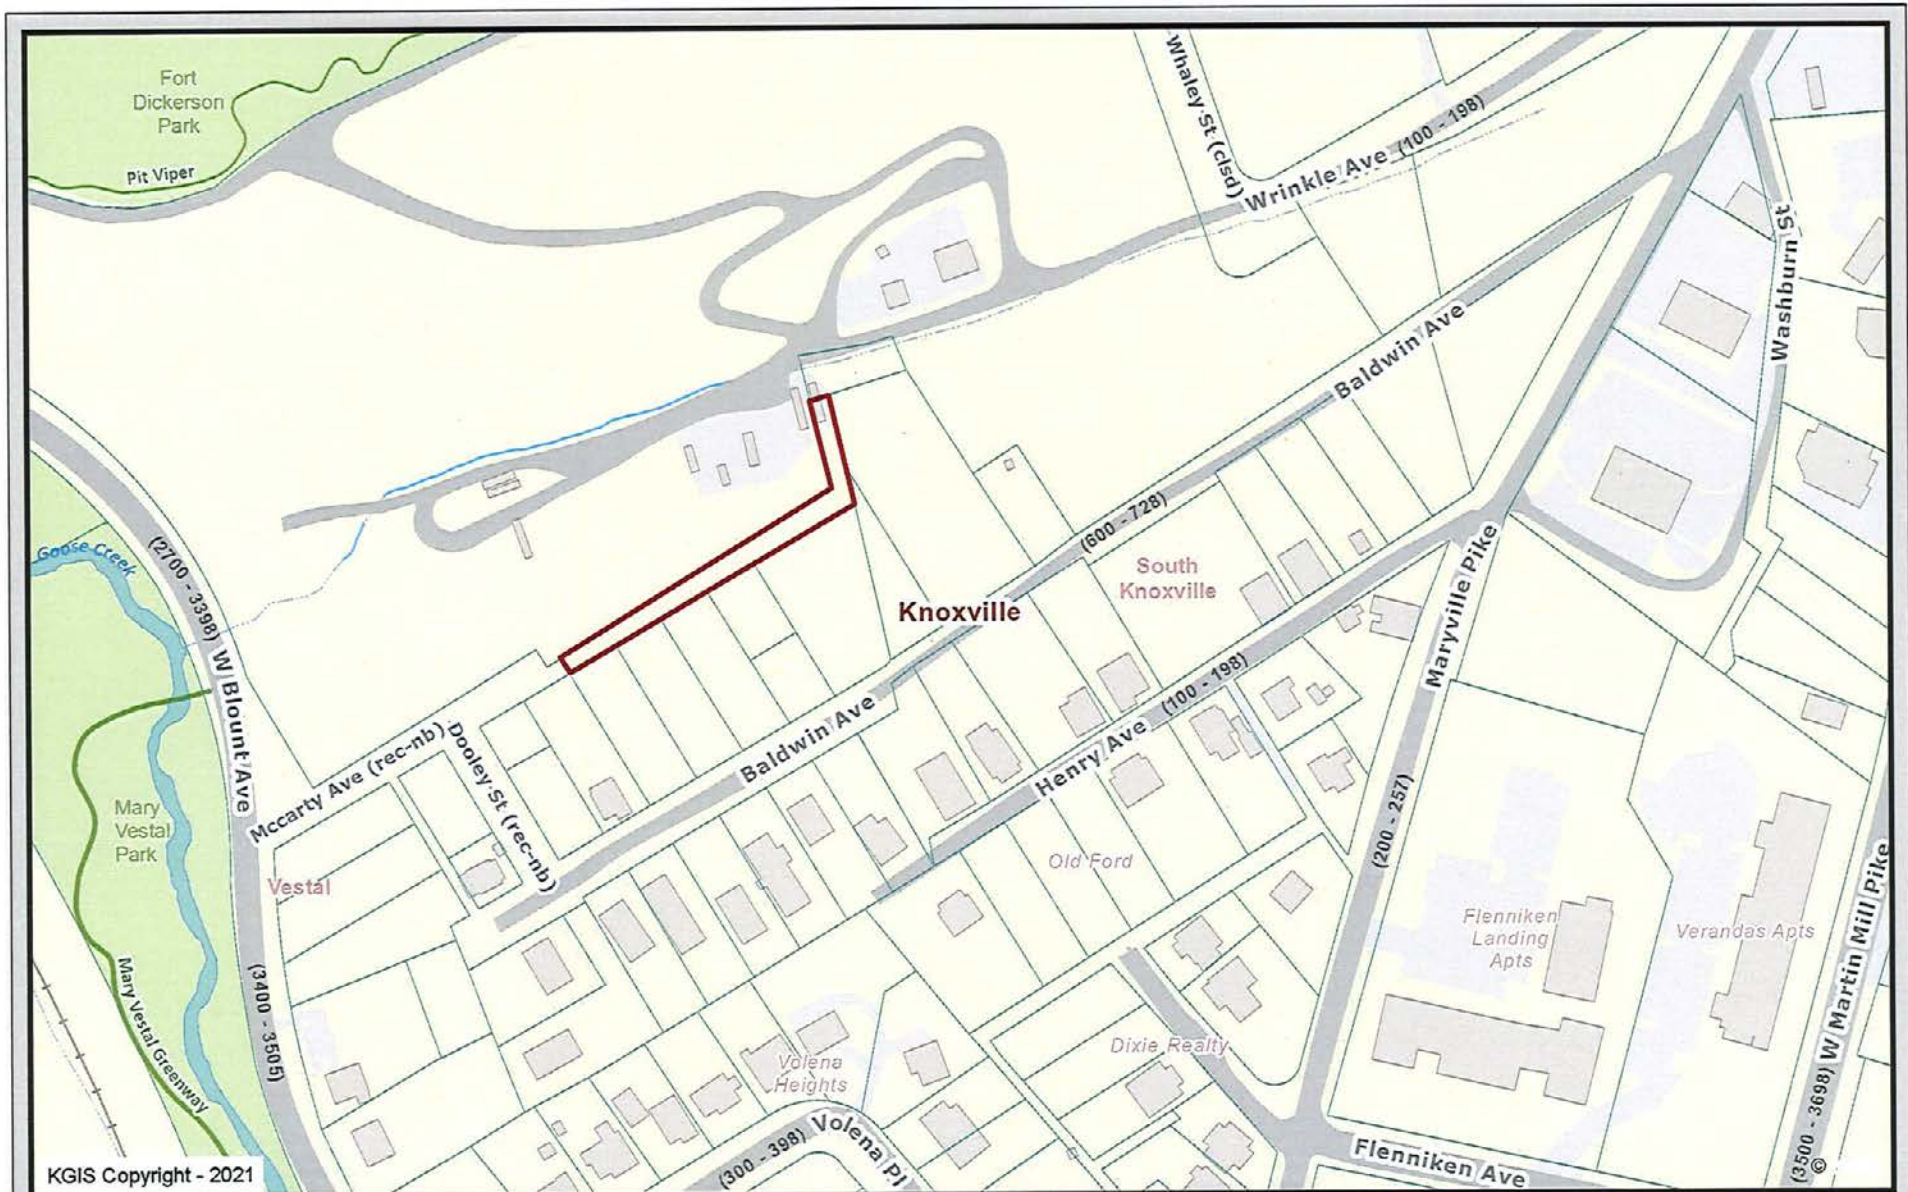 Fort
Dickerson
Park
Pit Viper
Whaley St (clsd)
Wrinkle Ave
(100 - 198)
Washburn St
Baldwin Ave
(600 - 728)
South
Knoxville
Knoxville
Goose Creek
(2700 - 3398)
W Blount Ave
Maryville Pike
(100 - 198)
Henry Ave
Baldwin Ave
Mccarty Ave (rec-nb)
Dooley St (rec-nb)
Mary
Vestal
Park
Vestal
(200 - 257)
Old Ford
Flenniken
Landing
Apts
Verandas Apts
W Martin Mill Pike
(3500 - 3698)
(3400 - 3505)
Mary Vestal Greenway
Dixie Realty
Volena
Heights
Volena Pl
(300 - 398)
Flenniken Ave
KGIS Copyright - 2021
©